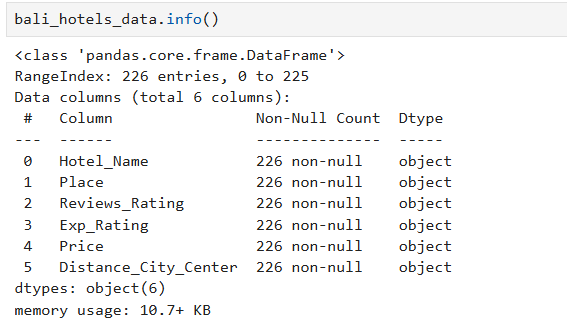 bali_hotels_data.info()
<class 'pandas.core.frame.DataFrame'>
RangeIndex: 226 entries, 0 to 225
Data columns (total 6 columns):
 #   Column                Non-Null Count  Dtype
---  ------                --------------  -----
 0   Hotel_Name            226 non-null    object
 1   Place                 226 non-null    object
 2   Reviews_Rating        226 non-null    object
 3   Exp_Rating            226 non-null    object
 4   Price                 226 non-null    object
 5   Distance_City_Center  226 non-null    object
dtypes: object(6)
memory usage: 10.7+ KB